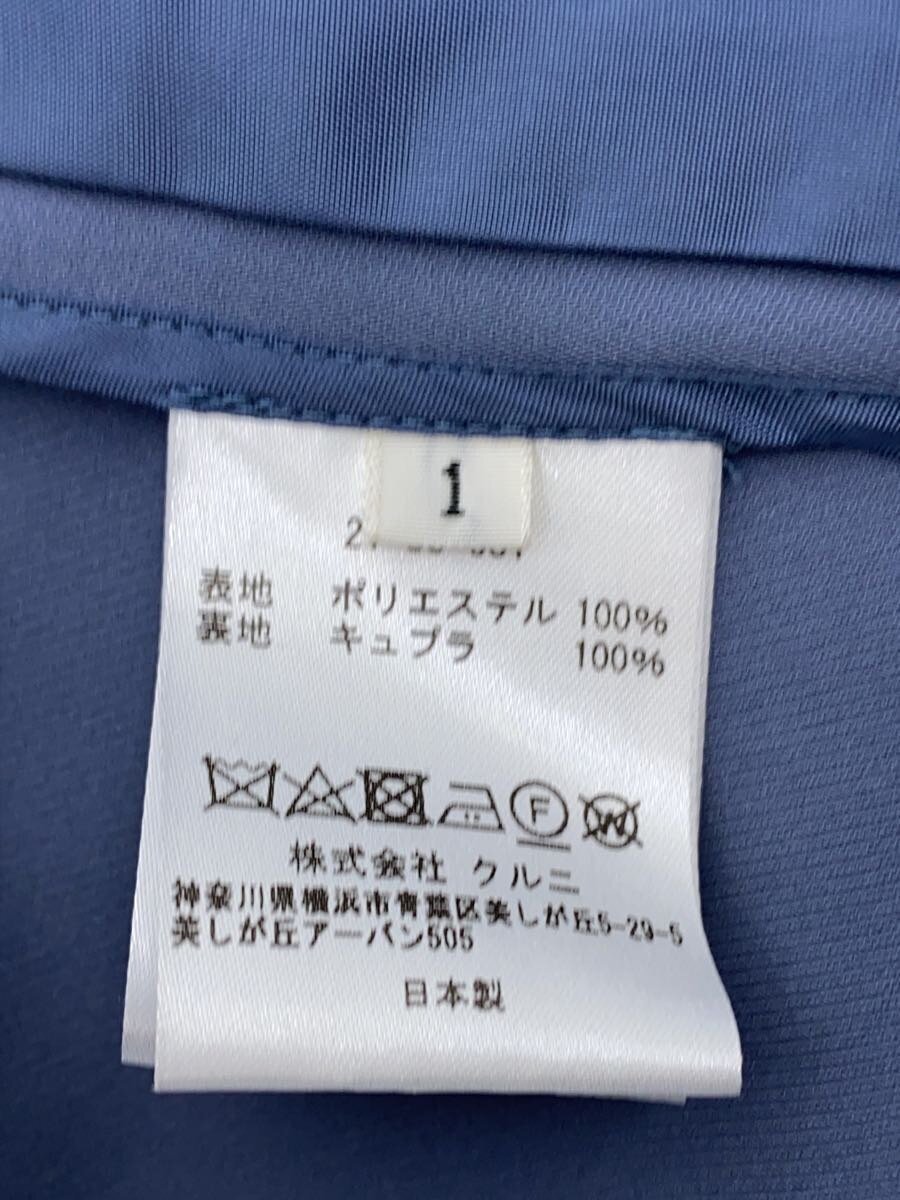 1
表地 ポリエステル 100%
裏地 キュプラ 100%
F
W
株式会社 クルニ
神奈川県横浜市青葉区美しが丘5-29-5
美しが丘アーバン505
日本製